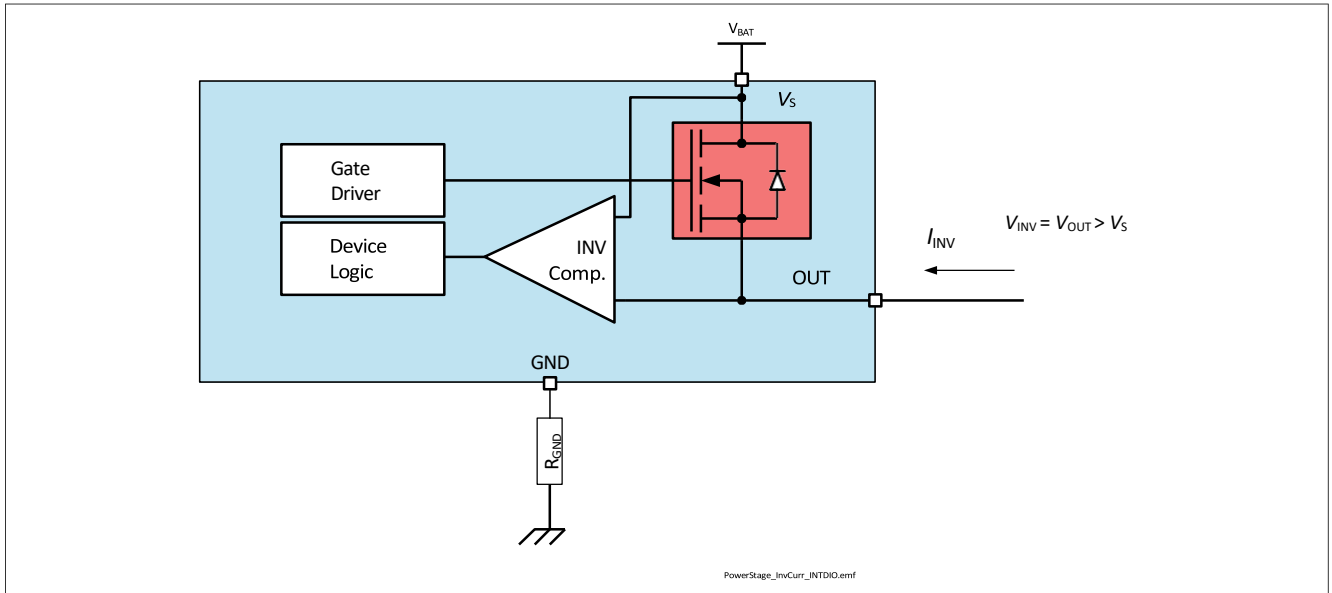 VBAT
VS
Gate
Driver
Device
Logic
INV
Comp.
OUT
IINV
VINV = VOUT > VS
GND
RGND
PowerStage_InvCurr_INTDIO.emf